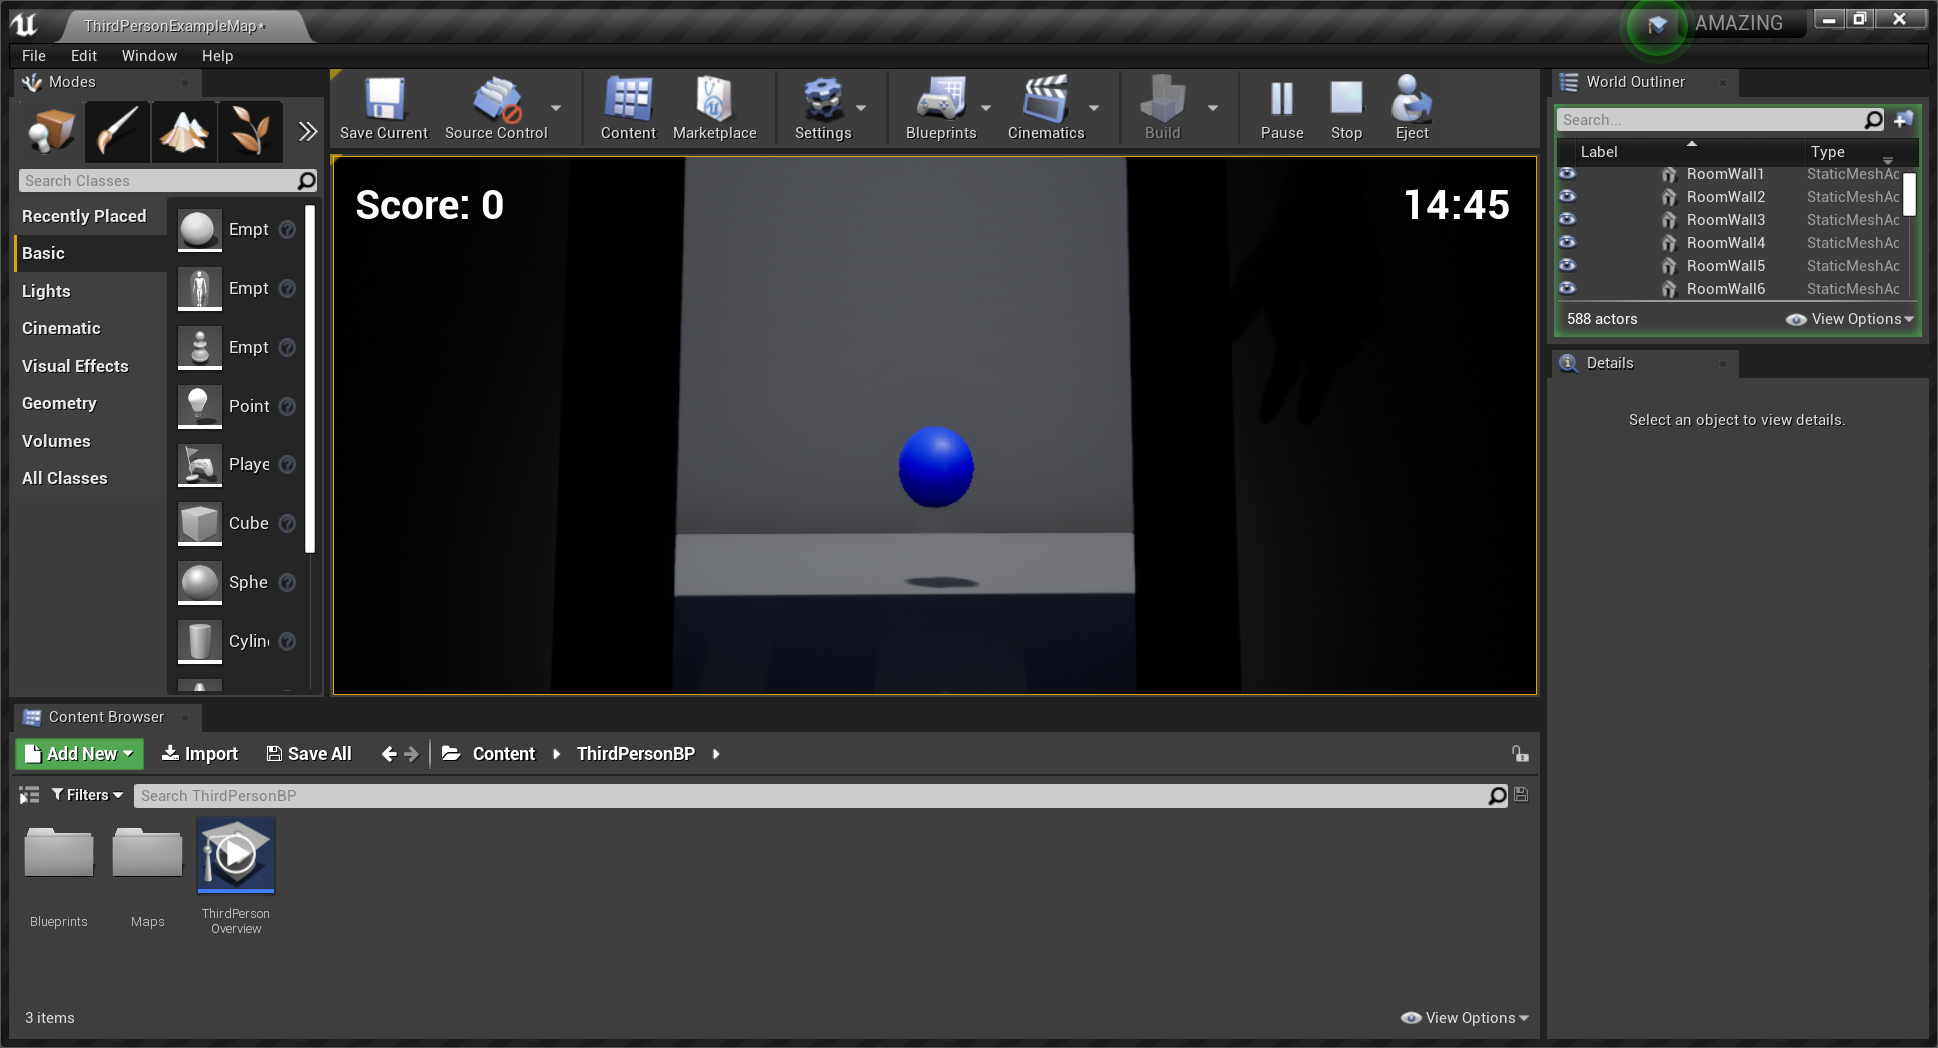 ThirdPersonExampleMap*
AMAZING
File Edit Window Help
Modes
Search Classes
Recently Placed
Basic
Lights
Cinematic
Visual Effects
Geometry
Volumes
All Classes
Empt
Empt
Empt
Point
Playe
Cube
Sphe
Cylin
Save Current
Source Control
Content
Marketplace
Settings
Blueprints
Cinematics
Build
Pause
Stop
Eject
Score: 0
14:45
World Outliner
Search...
Label Type
RoomWall1 StaticMeshAc
RoomWall2 StaticMeshAc
RoomWall3 StaticMeshAc
RoomWall4 StaticMeshAc
RoomWall5 StaticMeshAc
RoomWall6 StaticMeshAc
588 actors View Options
Details
Select an object to view details.
Content Browser
Add New Import Save All Content ThirdPersonBP
Filters Search ThirdPersonBP
Blueprints
Maps
ThirdPerson
Overview
3 items View Options